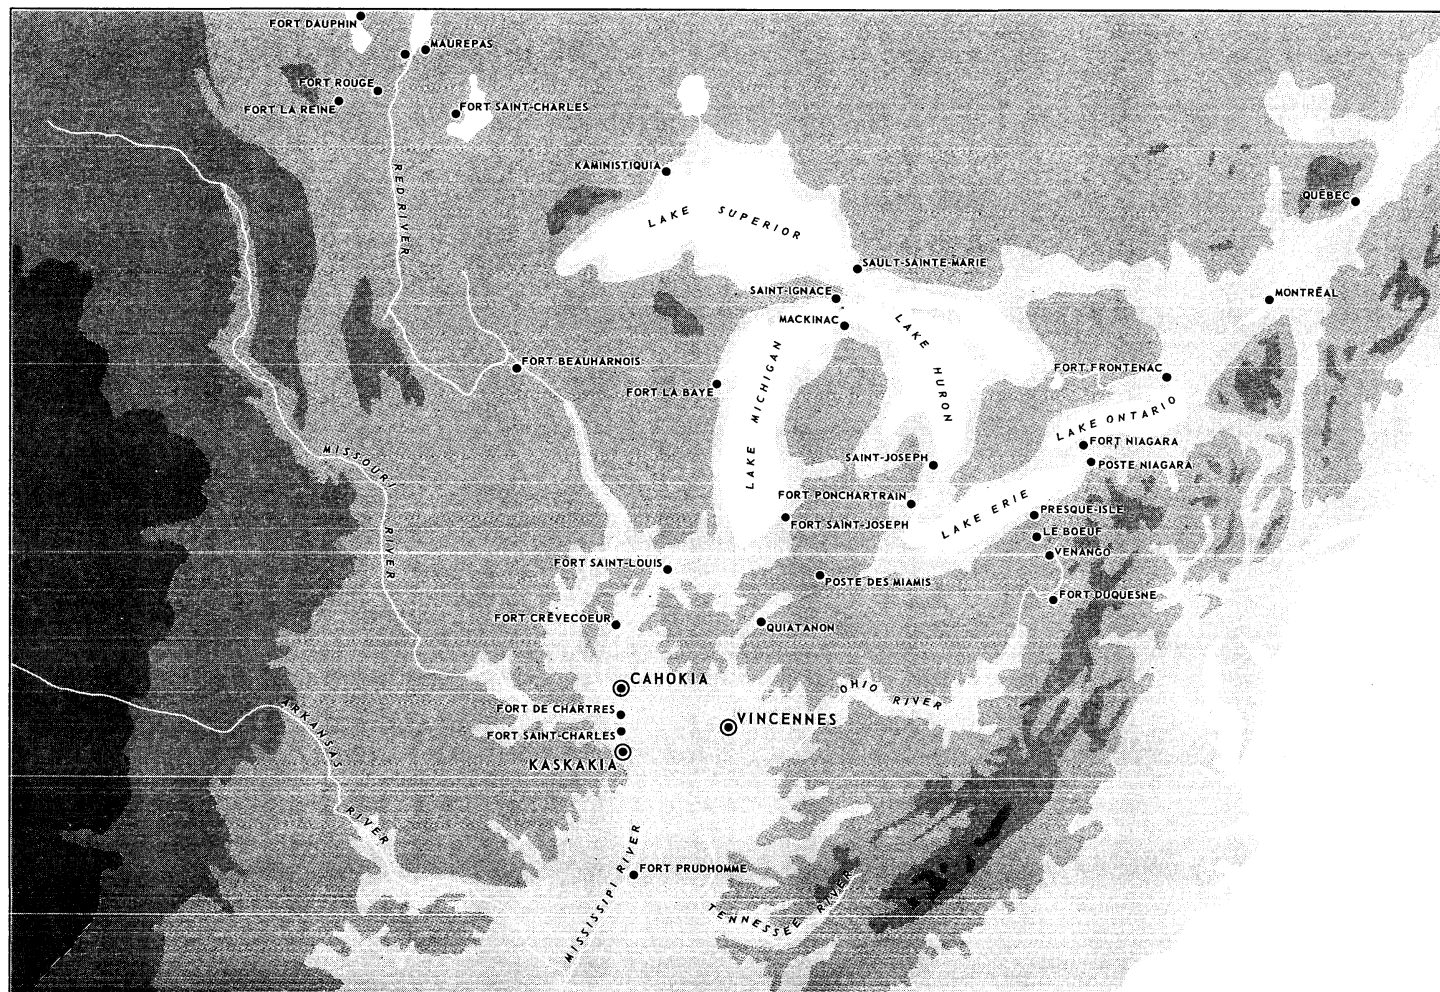 FORT DAUPHIN
MAUREPAS
FORT ROUGE
FORT LA REINE
FORT SAINT-CHARLES
RED RIVER
KAMINISTIQUIA
LAKE SUPERIOR
QUÉBEC
SAULT-SAINTE-MARIE
SAINT-IGNACE
MACKINAC
MONTRÉAL
LAKE HURON
LAKE MICHIGAN
FORT BEAUHARNOIS
FORT LA BAYE
FORT FRONTENAC
LAKE ONTARIO
FORT NIAGARA
POSTE NIAGARA
MISSOURI RIVER
SAINT-JOSEPH
FORT PONCHARTRAIN
FORT SAINT-JOSEPH
LAKE ERIE
PRESQUE-ISLE
LE BOEUF
VENANGO
FORT SAINT-LOUIS
POSTE DES MIAMIS
FORT DUQUESNE
FORT CRÈVECOEUR
QUIATANON
CAHOKIA
OHIO RIVER
FORT DE CHARTRES
VINCENNES
FORT SAINT-CHARLES
KASKAKIA
ARKANSAS RIVER
MISSISSIPI RIVER
FORT PRUDHOMME
TENNESSEE RIVER